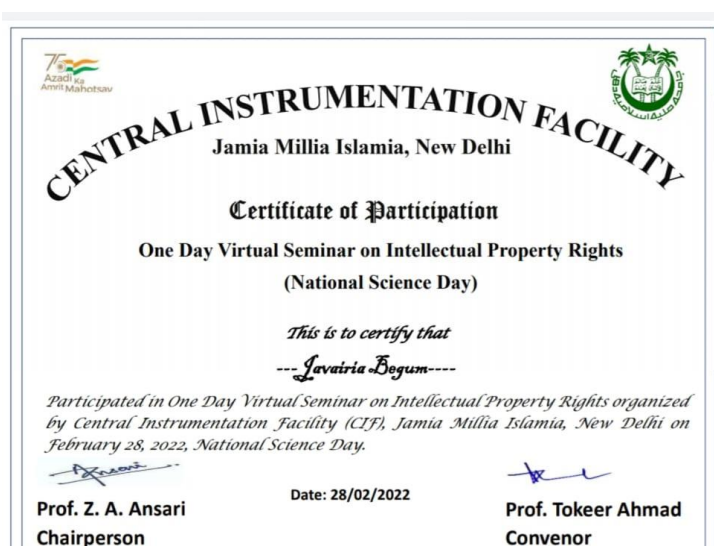 75
Azadi Ka
Amrit Mahotsav
CENTRAL INSTRUMENTATION FACILITY
Jamia Millia Islamia, New Delhi
Certificate of Participation
One Day Virtual Seminar on Intellectual Property Rights
(National Science Day)
This is to certify that
--- Javairia Begum----
Participated in One Day Virtual Seminar on Intellectual Property Rights organized
by Central Instrumentation Facility (CIF), Jamia Millia Islamia, New Delhi on
February 28, 2022, National Science Day.
Ansari
Date: 28/02/2022
Prof. Z. A. Ansari
Prof. Tokeer Ahmad
Chairperson
Convenor